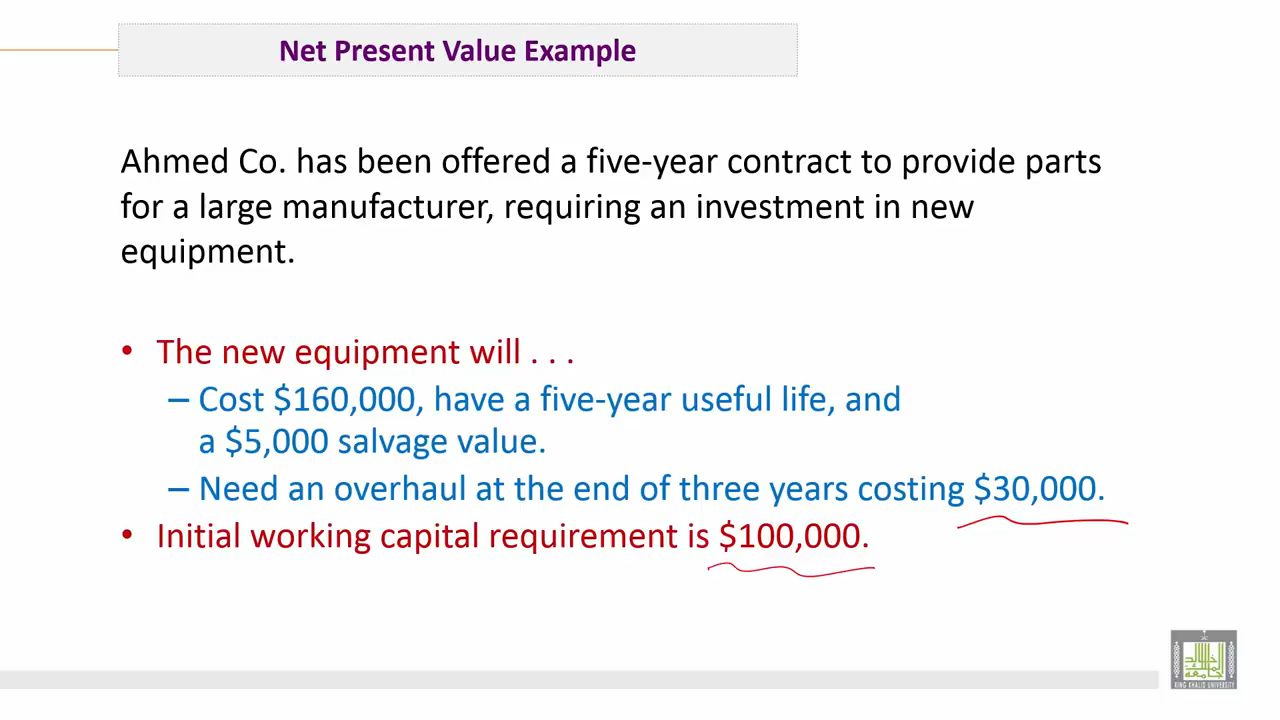 Net Present Value Example
Ahmed Co. has been offered a five-year contract to provide parts
for a large manufacturer, requiring an investment in new
equipment.
• The new equipment will . . .
– Cost $160,000, have a five-year useful life, and
a $5,000 salvage value.
– Need an overhaul at the end of three years costing $30,000.
• Initial working capital requirement is $100,000.
KING KHALID UNIVERSITY